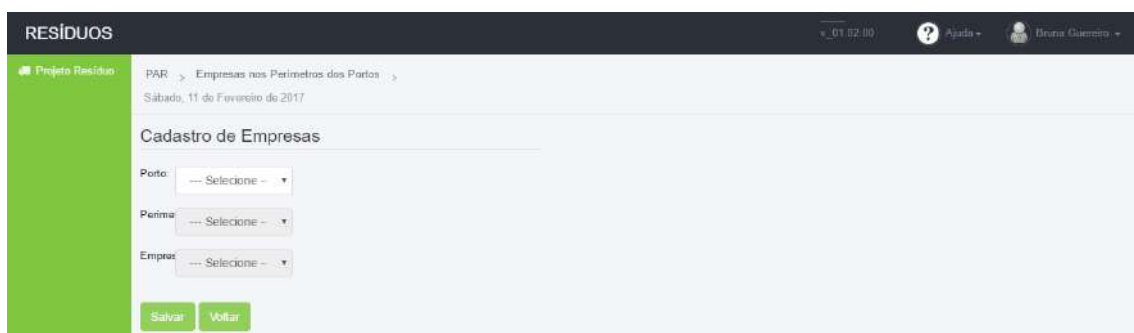 RESÍDUOS
v_01.02.00
Ajuda
Bruna Guerreiro
Projeto Resíduo
PAR > Empresas nos Perimetros dos Portos >
Sábado, 11 de Fevereiro de 2017
Cadastro de Empresas
Porto: --- Selecione --
Perime --- Selecione --
Empres --- Selecione --
Salvar Voltar